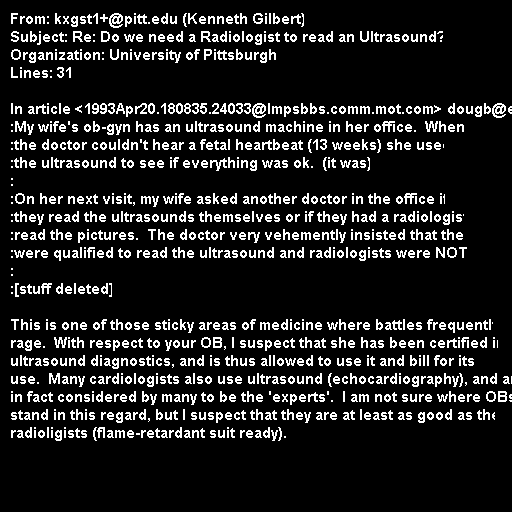 From: kxgst1+@pitt.edu (Kenneth Gilbert)
Subject: Re: Do we need a Radiologist to read an Ultrasound?
Organization: University of Pittsburgh
Lines: 31

In article <1993Apr20.180835.24033@lmpsbbs.comm.mot.com> dougb@e
:My wife's ob-gyn has an ultrasound machine in her office.  When
:the doctor couldn't hear a fetal heartbeat (13 weeks) she used
:the ultrasound to see if everything was ok.  (it was)
:
:On her next visit, my wife asked another doctor in the office if
:they read the ultrasounds themselves or if they had a radiologis
:read the pictures.  The doctor very vehemently insisted that the
:were qualified to read the ultrasound and radiologists were NOT
:
:[stuff deleted]

This is one of those sticky areas of medicine where battles frequentl
rage.  With respect to your OB, I suspect that she has been certified in
ultrasound diagnostics, and is thus allowed to use it and bill for its
use.  Many cardiologists also use ultrasound (echocardiography), and a
in fact considered by many to be the 'experts'.  I am not sure where OBs
stand in this regard, but I suspect that they are at least as good as the
radioligists (flame-retardant suit ready).